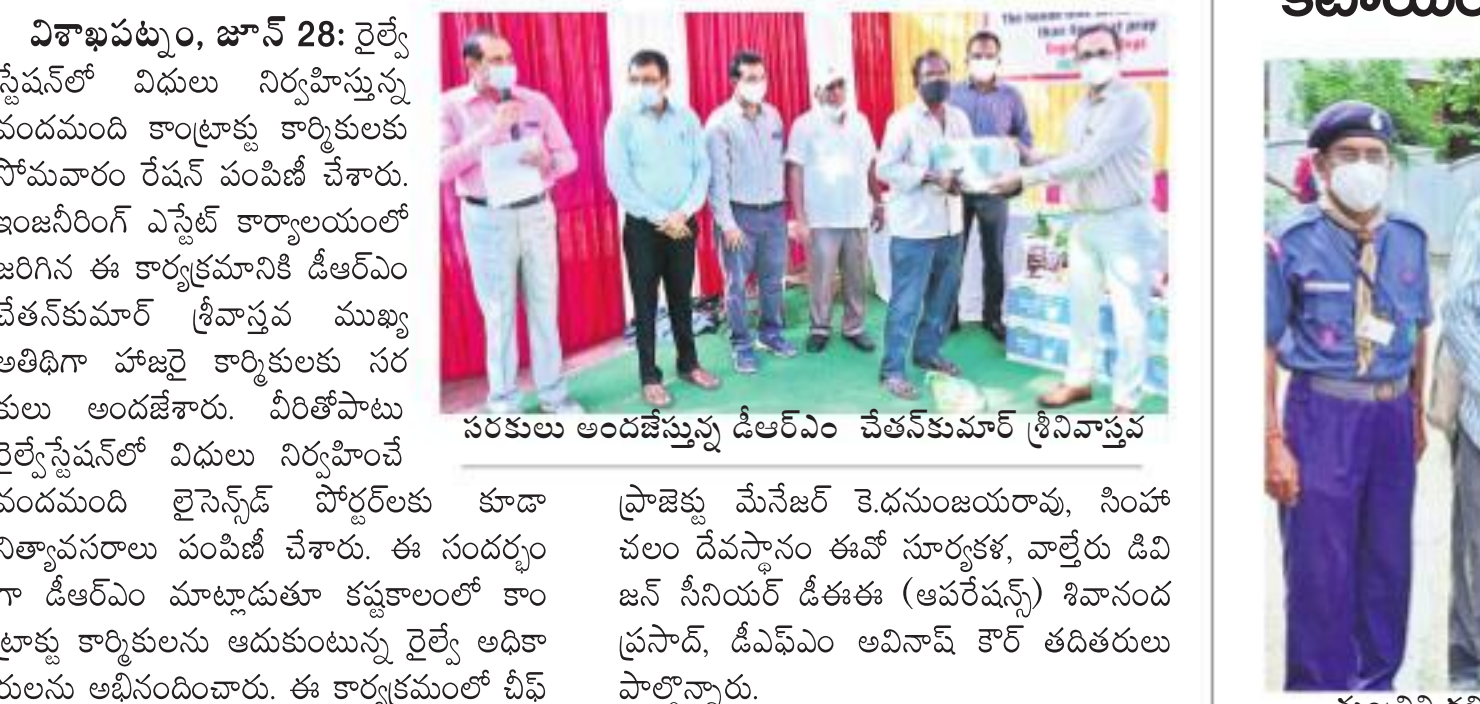 విశాఖపట్నం, జూన్ 28: రైల్వే
స్టేషన్‌లో విధులు నిర్వహిస్తున్న
వందమంది కాంట్రాక్టు కార్మికులకు
సోమవారం రేషన్ పంపిణీ చేశారు.
ఇంజనీరింగ్ ఎస్టేట్ కార్యాలయంలో
జరిగిన ఈ కార్యక్రమానికి డీఆర్ఎం
చేతన్‌కుమార్ శ్రీవాస్తవ ముఖ్య
అతిథిగా హాజరై కార్మికులకు సర
కులు అందజేశారు. వీరితోపాటు
రైల్వేస్టేషన్‌లో విధులు నిర్వహించే
వందమంది లైసెన్స్‌డ్ పోర్టర్‌లకు కూడా
నిత్యావసరాలు పంపిణీ చేశారు. ఈ సందర్భం
గా డీఆర్ఎం మాట్లాడుతూ కష్టకాలంలో కాం
ట్రాక్టు కార్మికులను ఆదుకుంటున్న రైల్వే అధికా
రులను అభినందించారు. ఈ కార్యక్రమంలో చీఫ్
సరకులు అందజేస్తున్న డీఆర్ఎం చేతన్‌కుమార్ శ్రీనివాస్తవ
ప్రాజెక్టు మేనేజర్ కె.ధనుంజయరావు, సింహా
చలం దేవస్థానం ఈవో సూర్యకళ, వాల్తేరు డివి
జన్ సీనియర్ డీఈఈ (ఆపరేషన్స్) శివానంద
ప్రసాద్, డీఎఫ్ఎం అవినాష్ కౌర్ తదితరులు
పాల్గొన్నారు.